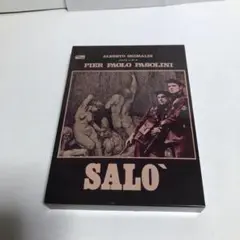 ALBERTO GRIMALDI
PIER PAOLO PASOLINI
SALO`